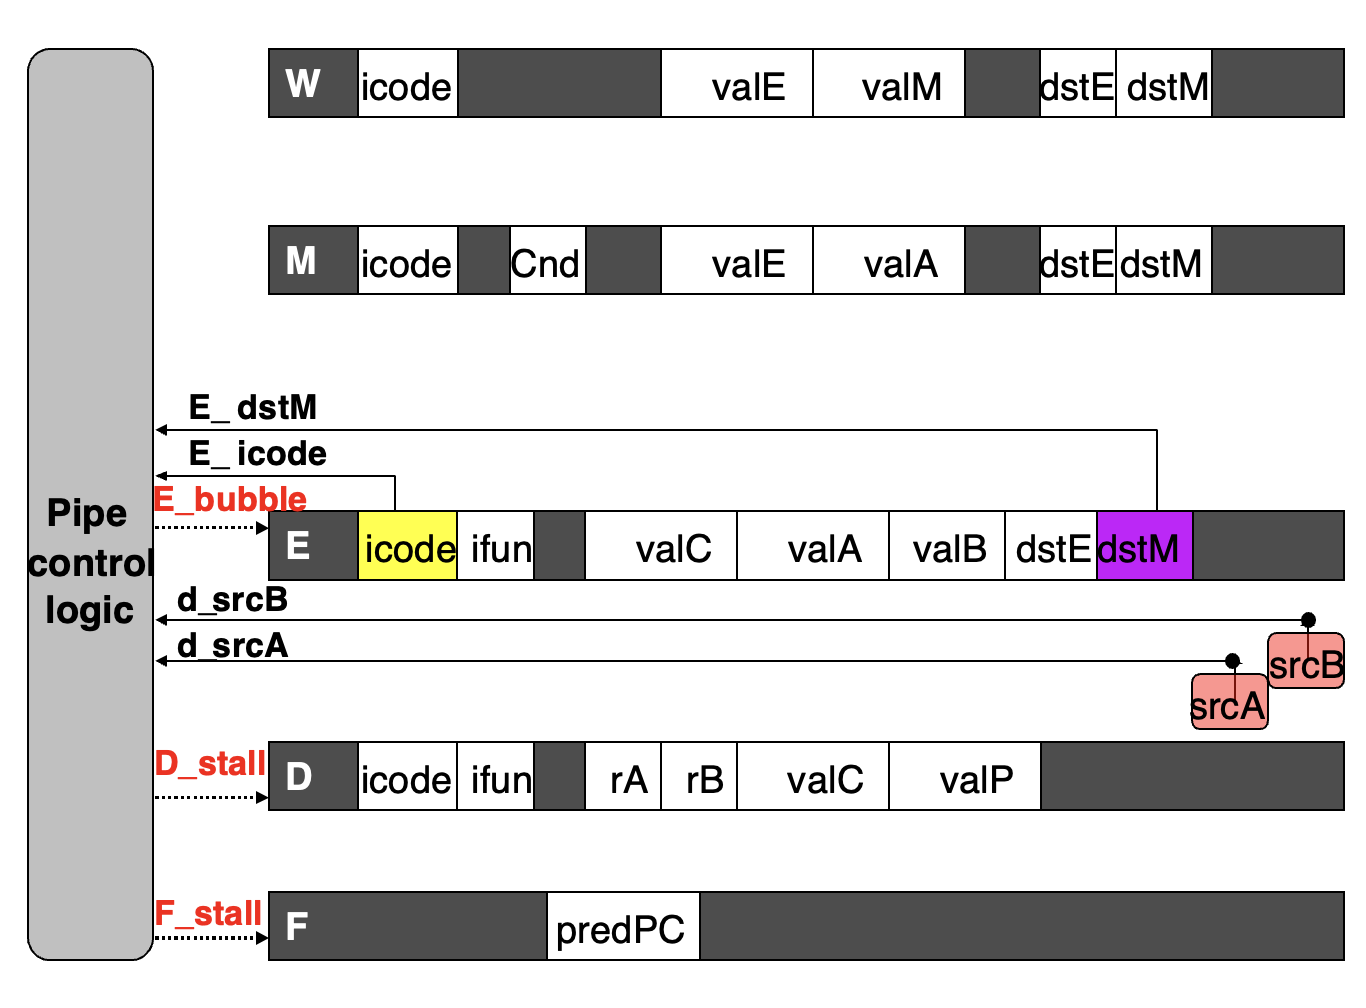 W icode valE valM dstE dstM
M icode Cnd valE valA dstE dstM
E_ dstM
E_ icode
E_bubble
E icode ifun valC valA valB dstE dstM
Pipe
control
logic
d_srcB
d_srcA
srcB
srcA
D_stall
D icode ifun rA rB valC valP
F_stall
F predPC